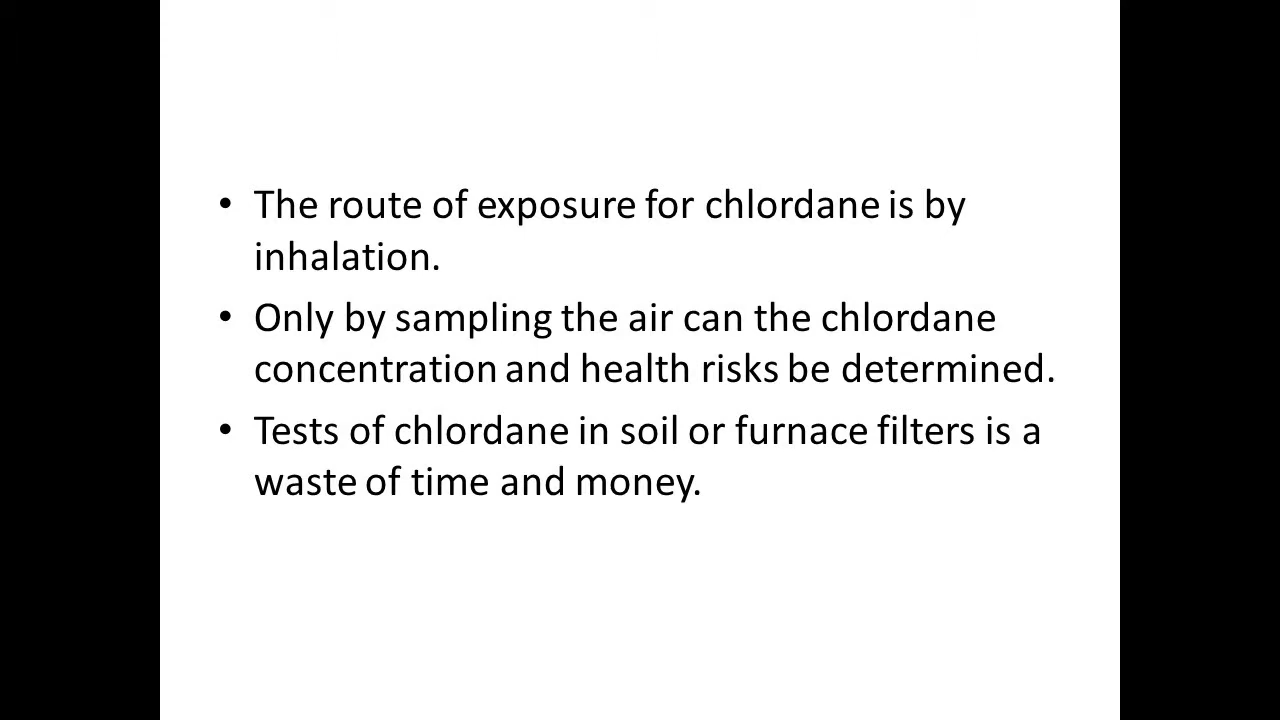 • The route of exposure for chlordane is by
inhalation.
• Only by sampling the air can the chlordane
concentration and health risks be determined.
• Tests of chlordane in soil or furnace filters is a
waste of time and money.